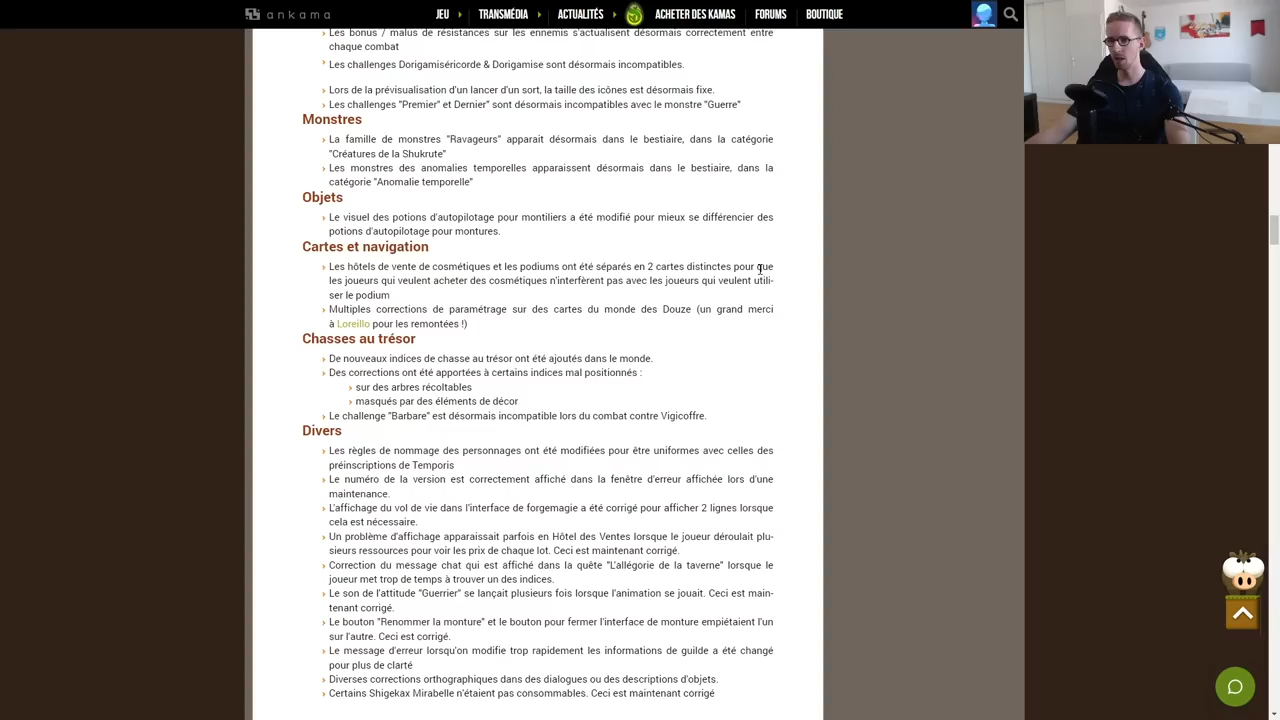 ankama
JEU TRANSMÉDIA ACTUALITÉS ACHETER DES KAMAS FORUMS BOUTIQUE
Les bonus / malus de résistances sur les ennemis s'actualisent désormais correctement entre
chaque combat
Les challenges Dorigamiséricorde & Dorigamise sont désormais incompatibles.
Lors de la prévisualisation d'un lancer d'un sort, la taille des icônes est désormais fixe.
Les challenges "Premier" et Dernier" sont désormais incompatibles avec le monstre "Guerre"
Monstres
La famille de monstres "Ravageurs" apparait désormais dans le bestiaire, dans la catégorie
"Créatures de la Shukrute"
Les monstres des anomalies temporelles apparaissent désormais dans le bestiaire, dans la
catégorie "Anomalie temporelle"
Objets
Le visuel des potions d'autopilotage pour montiliers a été modifié pour mieux se différencier des
potions d'autopilotage pour montures.
Cartes et navigation
Les hôtels de vente de cosmétiques et les podiums ont été séparés en 2 cartes distinctes pour que
les joueurs qui veulent acheter des cosmétiques n'interfèrent pas avec les joueurs qui veulent utili-
ser le podium
Multiples corrections de paramétrage sur des cartes du monde des Douze (un grand merci
à Loreillo pour les remontées !)
Chasses au trésor
De nouveaux indices de chasse au trésor ont été ajoutés dans le monde.
Des corrections ont été apportées à certains indices mal positionnés :
sur des arbres récoltables
masqués par des éléments de décor
Le challenge "Barbare" est désormais incompatible lors du combat contre Vigicoffre.
Divers
Les règles de nommage des personnages ont été modifiées pour être uniformes avec celles des
préinscriptions de Temporis
Le numéro de la version est correctement affiché dans la fenêtre d'erreur affichée lors d'une
maintenance.
L'affichage du vol de vie dans l'interface de forgemagie a été corrigé pour afficher 2 lignes lorsque
cela est nécessaire.
Un problème d'affichage apparaissait parfois en Hôtel des Ventes lorsque le joueur déroulait plu-
sieurs ressources pour voir les prix de chaque lot. Ceci est maintenant corrigé.
Correction du message chat qui est affiché dans la quête "L'allégorie de la taverne" lorsque le
joueur met trop de temps à trouver un des indices.
Le son de l'attitude "Guerrier" se lançait plusieurs fois lorsque l'animation se jouait. Ceci est main-
tenant corrigé.
Le bouton "Renommer la monture" et le bouton pour fermer l'interface de monture empiétaient l'un
sur l'autre. Ceci est corrigé.
Le message d'erreur lorsqu'on modifie trop rapidement les informations de guilde a été changé
pour plus de clarté
Diverses corrections orthographiques dans des dialogues ou des descriptions d'objets.
Certains Shigekax Mirabelle n'étaient pas consommables. Ceci est maintenant corrigé